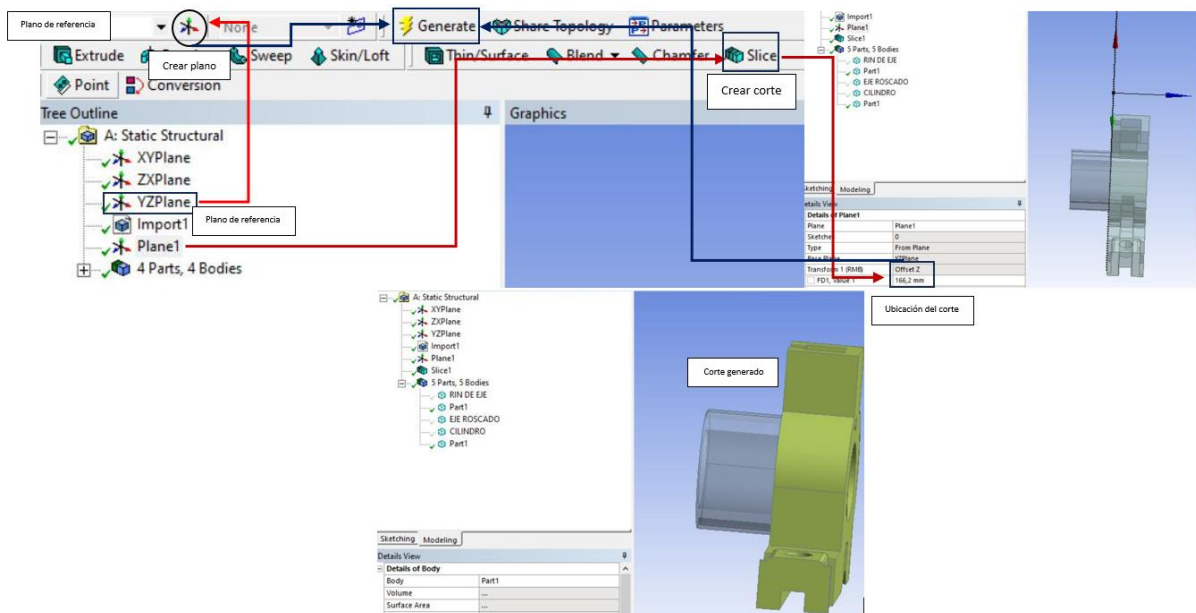 Plano de referencia
None
Generate
Share Topology
Parameters
Extrude
Crear plano
Sweep
Skin/Loft
Thin/Surface
Blend
Chamfer
Slice
Crear corte
Point
Conversion
Tree Outline
Graphics
A: Static Structural
XYPlane
ZXPlane
YZPlane
Plano de referencia
Import1
Plane1
4 Parts, 4 Bodies
Import1
Plane1
Slice1
5 Parts, 5 Bodies
RIN DE EJE
Part1
EJE ROSCADO
CILINDRO
Part1
Sketching Modeling
Details View
Details of Plane1
Plane Plane1
Sketches 0
Type From Plane
Base Plane YZPlane
Transform 1 (RMB) Offset Z
FD1, Value 1 166,2 mm
Ubicación del corte
A: Static Structural
XYPlane
ZXPlane
YZPlane
Import1
Plane1
Slice1
5 Parts, 5 Bodies
RIN DE EJE
Part1
EJE ROSCADO
CILINDRO
Part1
Corte generado
Sketching Modeling
Details View
Details of Body
Body Part1
Volume ...
Surface Area ...